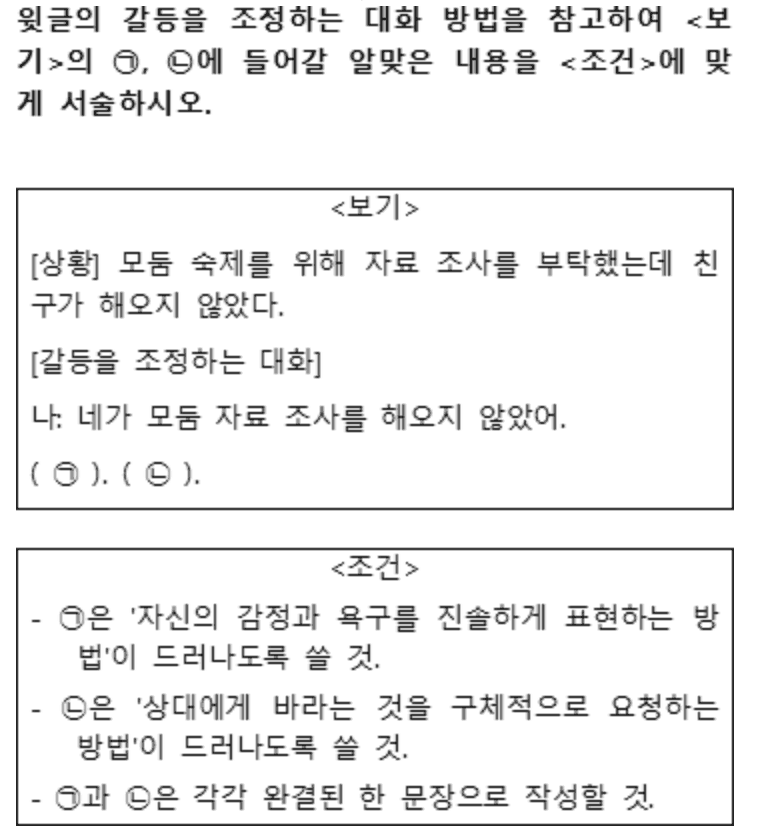 윗글의 갈등을 조정하는 대화 방법을 참고하여 <보
기>의 ㉠, ㉡에 들어갈 알맞은 내용을 <조건>에 맞
게 서술하시오.
<보기>
[상황] 모둠 숙제를 위해 자료 조사를 부탁했는데 친
구가 해오지 않았다.
[갈등을 조정하는 대화]
나: 네가 모둠 자료 조사를 해오지 않았어.
( ㉠ ). ( ㉡ ).
<조건>
- ㉠은 '자신의 감정과 욕구를 진솔하게 표현하는 방
법'이 드러나도록 쓸 것.
- ㉡은 '상대에게 바라는 것을 구체적으로 요청하는
방법'이 드러나도록 쓸 것.
- ㉠과 ㉡은 각각 완결된 한 문장으로 작성할 것.